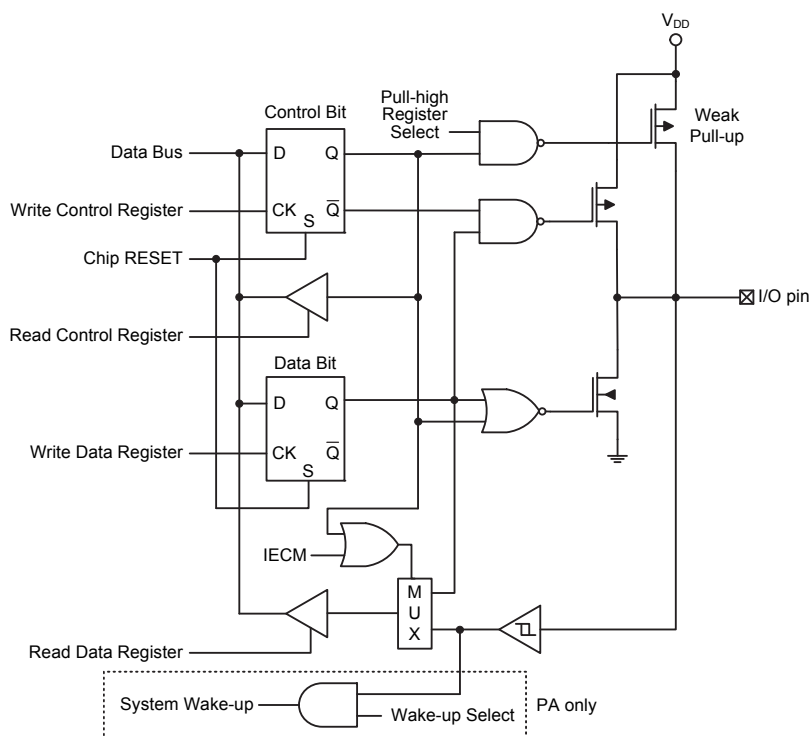 V_DD
Control Bit
Pull-high
Register
Select
Weak
Pull-up
Data Bus
D
Q
Write Control Register
CK
Q̅
S
Chip RESET
I/O pin
Read Control Register
Data Bit
D
Q
Write Data Register
CK
Q̅
S
IECM
M
U
X
Read Data Register
System Wake-up
Wake-up Select
PA only